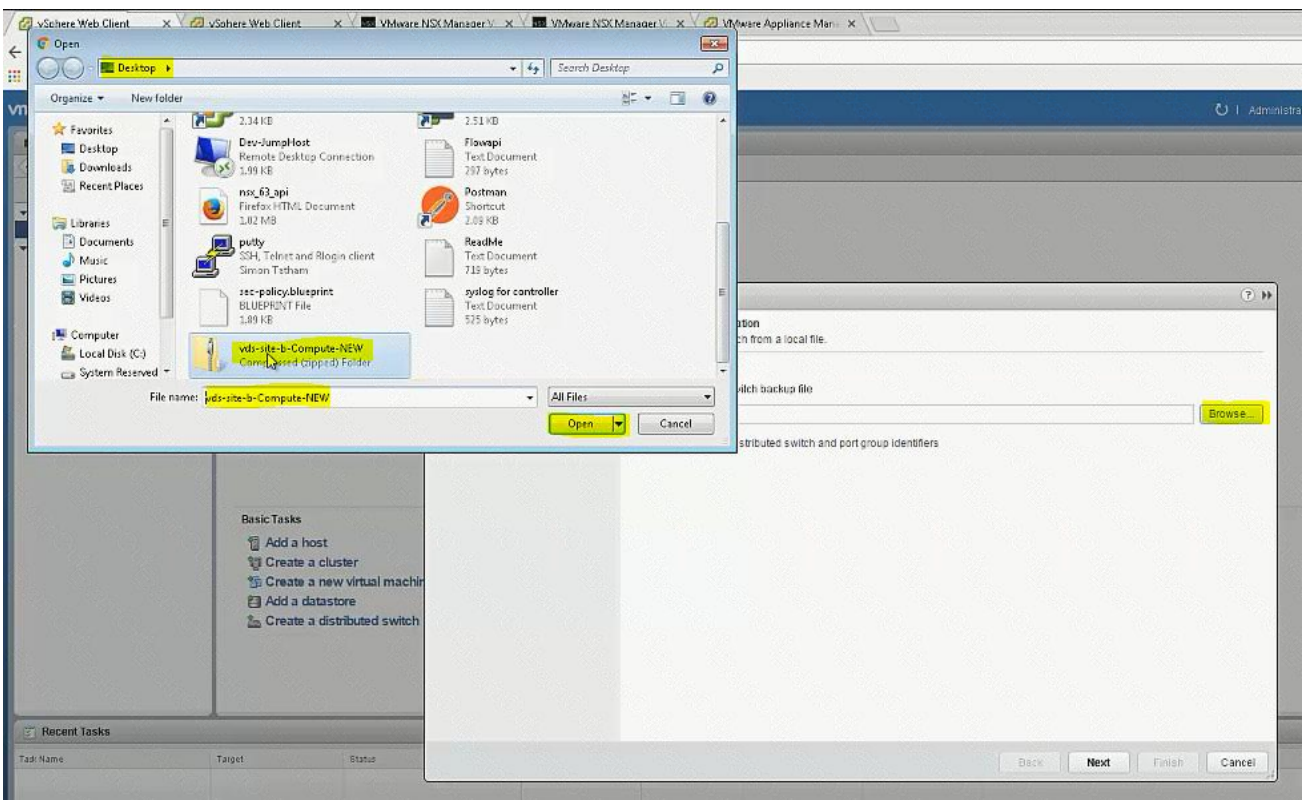 vSphere Web Client
vSphere Web Client
VMware NSX Manager V
VMware NSX Manager V
VMware Appliance Man
Open
Desktop
Search Desktop
Organize
New folder
Administra
Favorites
Desktop
Downloads
Recent Places
Libraries
Documents
Music
Pictures
Videos
Computer
Local Disk (C:)
System Reserved
2.34 KB
2.51 KB
Dev-JumpHost
Remote Desktop Connection
1.99 KB
Flowapi
Text Document
297 bytes
nsx_63_api
Firefox HTML Document
1.02 MB
Postman
Shortcut
2.09 KB
putty
SSH, Telnet and Rlogin client
Simon Tatham
ReadMe
Text Document
719 bytes
sec-policy.blueprint
BLUEPRINT File
1.89 KB
syslog for controller
Text Document
525 bytes
vds-site-b-Compute-NEW
Compressed (zipped) Folder
File name: vds-site-b-Compute-NEW
All Files
Open
Cancel
ation
ch from a local file.
witch backup file
Browse...
stributed switch and port group identifiers
Basic Tasks
Add a host
Create a cluster
Create a new virtual machin
Add a datastore
Create a distributed switch
Recent Tasks
Task Name
Target
Status
Back
Next
Finish
Cancel